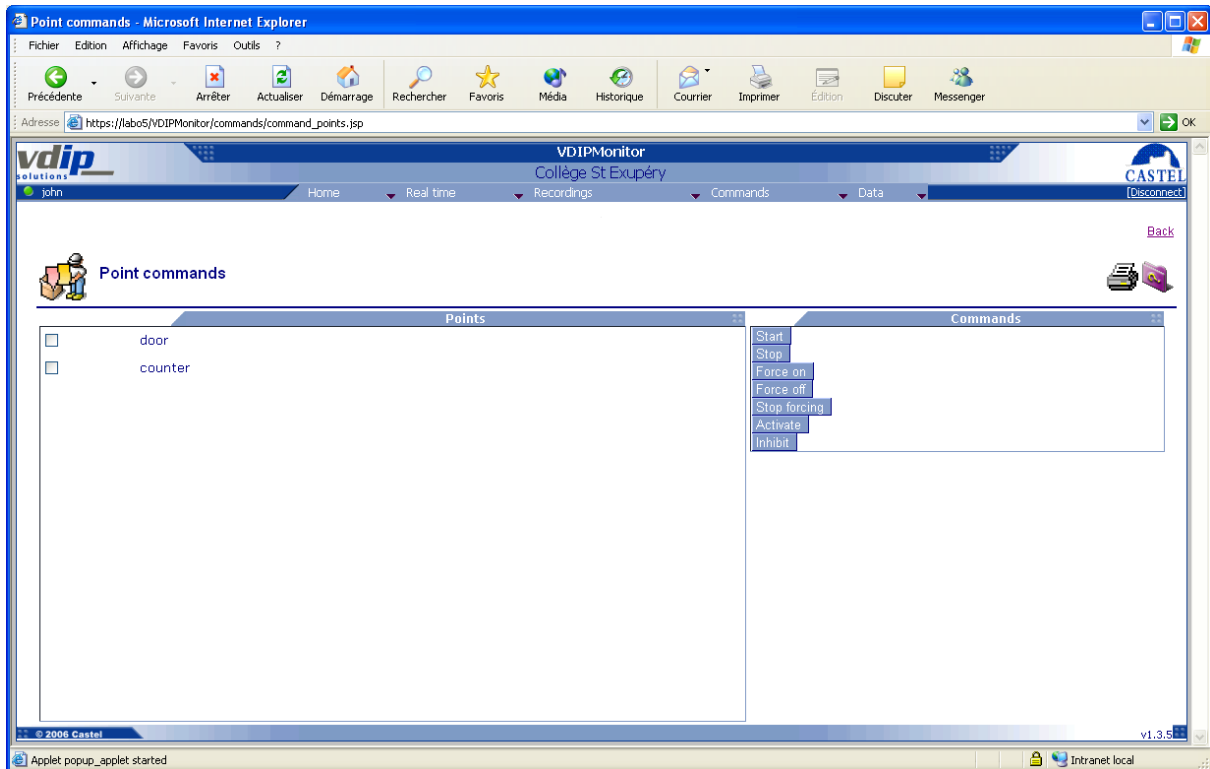 Point commands - Microsoft Internet Explorer
Fichier Edition Affichage Favoris Outils ?
Précédente Suivante Arrêter Actualiser Démarrage Rechercher Favoris Média Historique Courrier Imprimer Édition Discuter Messenger
Adresse https://labo5/VDIPMonitor/commands/command_points.jsp OK
vdip solutions
VDIPMonitor
Collège St Exupéry
CASTEL
john Home Real time Recordings Commands Data [Disconnect]
Back
Point commands
Points
door
counter
Commands
Start
Stop
Force on
Force off
Stop forcing
Activate
Inhibit
© 2006 Castel v1.3.5
Applet popup_applet started Intranet local